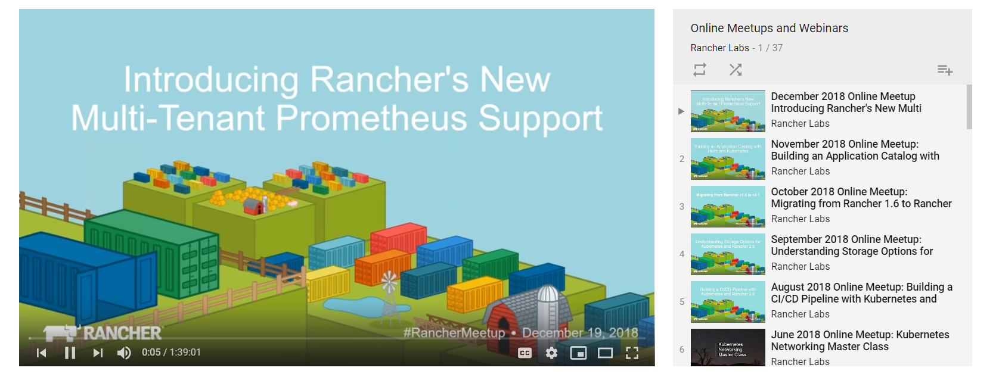 Introducing Rancher's New
Multi-Tenant Prometheus Support
RANCHER
#RancherMeetup • December 19, 2018
0:05 / 1:39:01
CC
Online Meetups and Webinars
Rancher Labs - 1 / 37
Introducing Rancher's New
Multi-Tenant Prometheus Support
December 2018 Online Meetup
Introducing Rancher's New Multi
Rancher Labs
2
Building an Application Catalog with
Helm and Kubernetes
November 2018 Online Meetup:
Building an Application Catalog with
Rancher Labs
3
Migrating from Rancher v1.6 to v2.1
October 2018 Online Meetup:
Migrating from Rancher 1.6 to Rancher
Rancher Labs
4
Understanding Storage Options for
Kubernetes and Rancher 2.0
September 2018 Online Meetup:
Understanding Storage Options for
Rancher Labs
5
Building a CI/CD Pipeline with
Kubernetes and Rancher 2.0
August 2018 Online Meetup: Building a
CI/CD Pipeline with Kubernetes and
Rancher Labs
6
Kubernetes
Networking
Master Class
June 2018 Online Meetup: Kubernetes
Networking Master Class
Rancher Labs